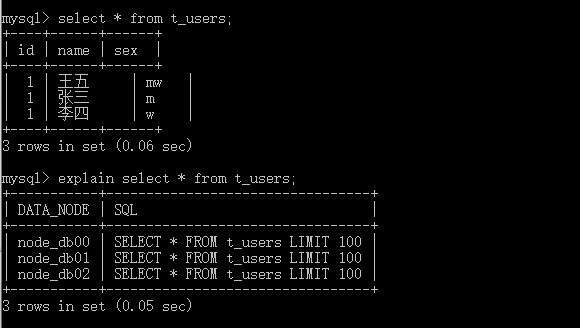 mysql> select * from t_users;
+----+------+------+
| id | name | sex  |
+----+------+------+
|  1 | 王五      | mw   |
|  1 | 张三      | m
|  1 | 李四      | w
+----+------+------+
3 rows in set (0.06 sec)
mysql> explain select * from t_users;
+-----------+---------------------------------+
| DATA_NODE | SQL                             |
+-----------+---------------------------------+
| node_db00 | SELECT * FROM t_users LIMIT 100 |
| node_db01 | SELECT * FROM t_users LIMIT 100 |
| node_db02 | SELECT * FROM t_users LIMIT 100 |
+-----------+---------------------------------+
3 rows in set (0.05 sec)